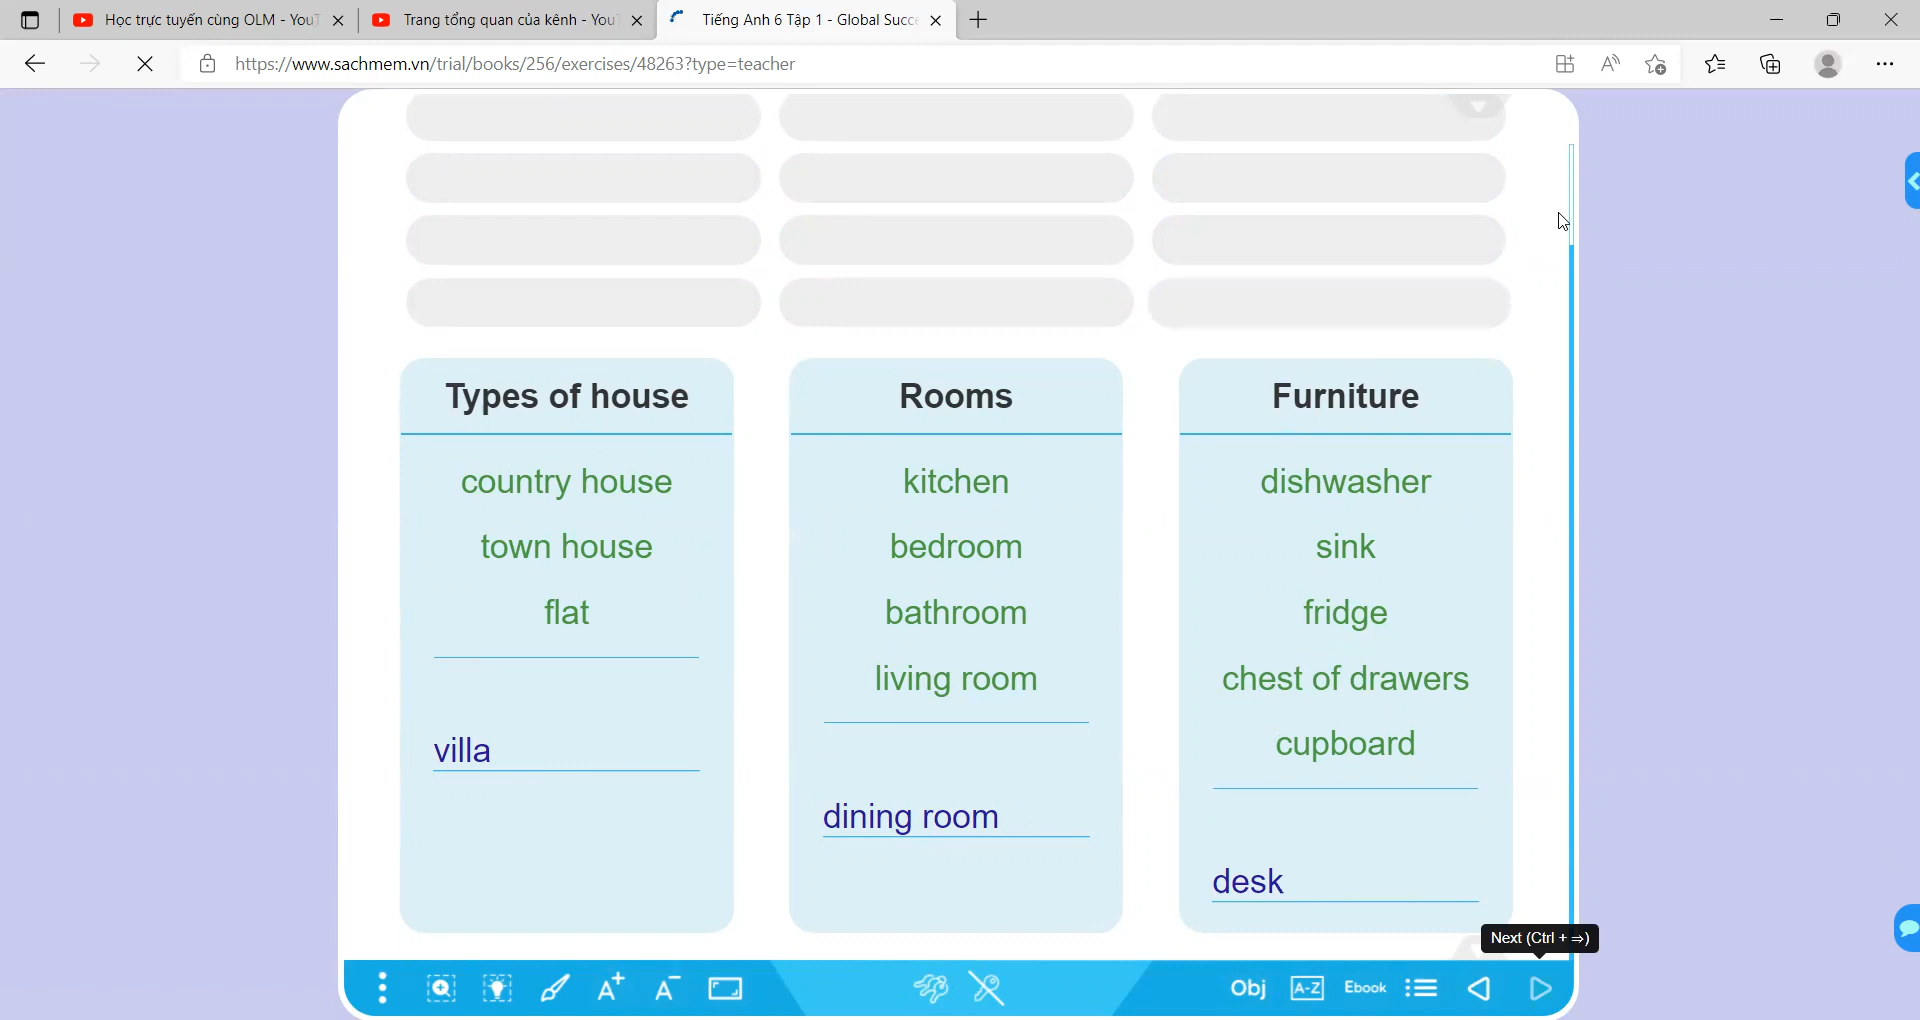 Học trực tuyến cùng OLM - You
Trang tổng quan của kênh - You
Tiếng Anh 6 Tập 1 - Global Succ
https://www.sachmem.vn/trial/books/256/exercises/48263?type=teacher
Types of house
country house
town house
flat
villa
Rooms
kitchen
bedroom
bathroom
living room
dining room
Furniture
dishwasher
sink
fridge
chest of drawers
cupboard
desk
Next (Ctrl + ⇒)
A+ A- Obj A-Z Ebook